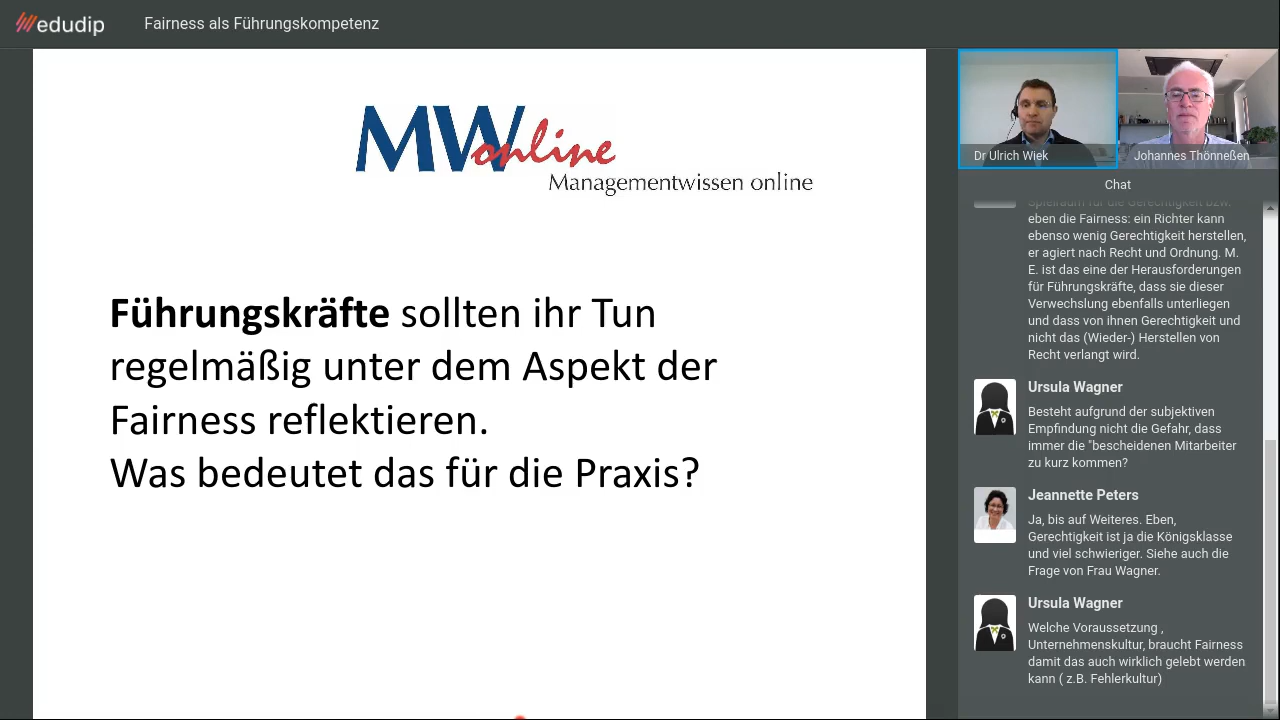 edudip
Fairness als Führungskompetenz
MWonline
Managementwissen online
Führungskräfte sollten ihr Tun
regelmäßig unter dem Aspekt der
Fairness reflektieren.
Was bedeutet das für die Praxis?
Dr Ulrich Wiek
Johannes Thönneßen
Chat
Spielraum für die Gerechtigkeit bzw.
eben die Fairness: ein Richter kann
ebenso wenig Gerechtigkeit herstellen,
er agiert nach Recht und Ordnung. M.
E. ist das eine der Herausforderungen
für Führungskräfte, dass sie dieser
Verwechslung ebenfalls unterliegen
und dass von ihnen Gerechtigkeit und
nicht das (Wieder-) Herstellen von
Recht verlangt wird.
Ursula Wagner
Besteht aufgrund der subjektiven
Empfindung nicht die Gefahr, dass
immer die "bescheidenen Mitarbeiter
zu kurz kommen?
Jeannette Peters
Ja, bis auf Weiteres. Eben,
Gerechtigkeit ist ja die Königsklasse
und viel schwieriger. Siehe auch die
Frage von Frau Wagner.
Ursula Wagner
Welche Voraussetzung ,
Unternehmenskultur, braucht Fairness
damit das auch wirklich gelebt werden
kann ( z.B. Fehlerkultur)